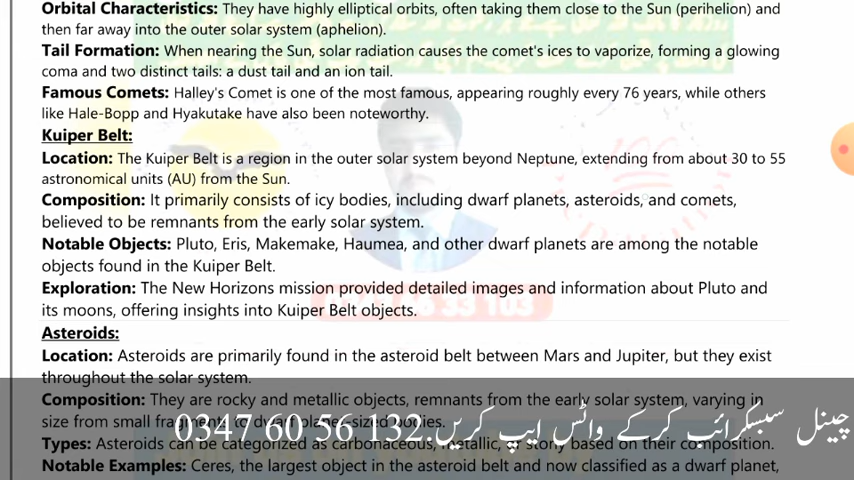 Orbital Characteristics: They have highly elliptical orbits, often taking them close to the Sun (perihelion) and
then far away into the outer solar system (aphelion).
Tail Formation: When nearing the Sun, solar radiation causes the comet's ices to vaporize, forming a glowing
coma and two distinct tails: a dust tail and an ion tail.
Famous Comets: Halley's Comet is one of the most famous, appearing roughly every 76 years, while others
like Hale-Bopp and Hyakutake have also been noteworthy.
Kuiper Belt:
Location: The Kuiper Belt is a region in the outer solar system beyond Neptune, extending from about 30 to 55
astronomical units (AU) from the Sun.
Composition: It primarily consists of icy bodies, including dwarf planets, asteroids, and comets,
believed to be remnants from the early solar system.
Notable Objects: Pluto, Eris, Makemake, Haumea, and other dwarf planets are among the notable
objects found in the Kuiper Belt.
Exploration: The New Horizons mission provided detailed images and information about Pluto and
its moons, offering insights into Kuiper Belt objects.
Asteroids:
Location: Asteroids are primarily found in the asteroid belt between Mars and Jupiter, but they exist
throughout the solar system.
Composition: They are rocky and metallic objects, remnants from the early solar system, varying in
size from small fragments to dwarf planet-sized bodies.
چینل سبسکرائب کرکے واٹس ایپ کریں.0347 60 56 132
Types: Asteroids can be categorized as carbonaceous, metallic, or stony based on their composition.
Notable Examples: Ceres, the largest object in the asteroid belt and now classified as a dwarf planet,